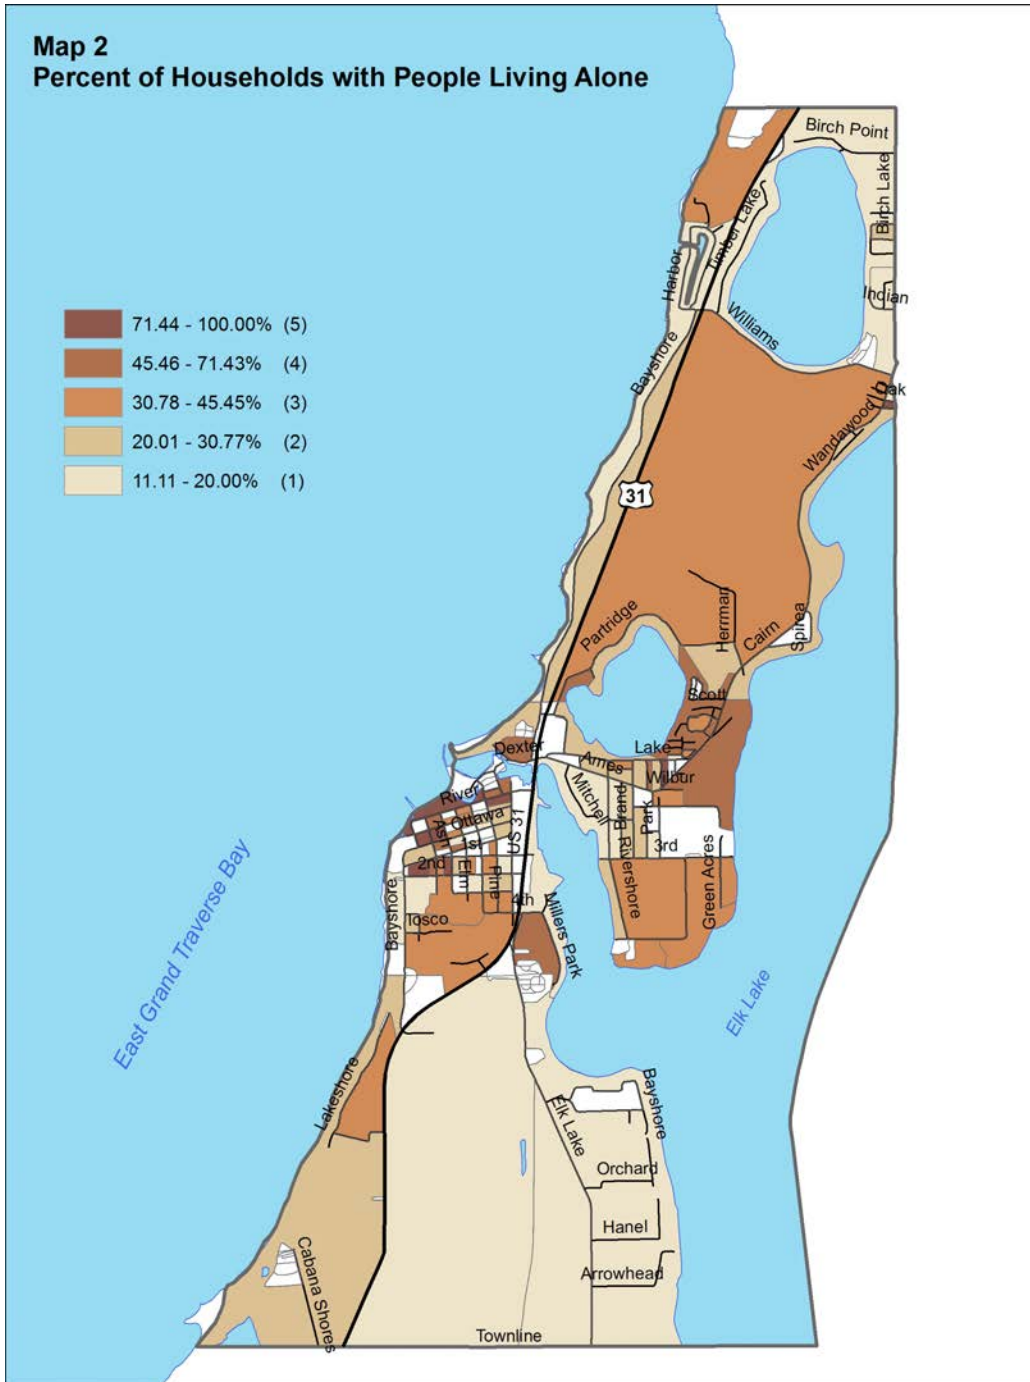 Map 2
Percent of Households with People Living Alone
Birch Point
Birch Lake
Timber Lake
Harbor
Indian
Williams
Bayshore
71.44 - 100.00% (5)
45.46 - 71.43% (4)
30.78 - 45.45% (3)
20.01 - 30.77% (2)
11.11 - 20.00% (1)
Oak
Wandawood
31
Partridge
Herrman
Cairn
Spirea
Scott
Dexter
Lake
Ames
Wilbur
River
Mitchell
Brand
Park
Ottawa
Ash
US 31
1st
3rd
2nd
Elm
Pine
Rivershore
Green Acres
4th
Bayshore
Tosco
Millers Park
East Grand Traverse Bay
Elk Lake
Lakeshore
Elk Lake
Bayshore
Orchard
Hanel
Arrowhead
Cabana Shores
Townline